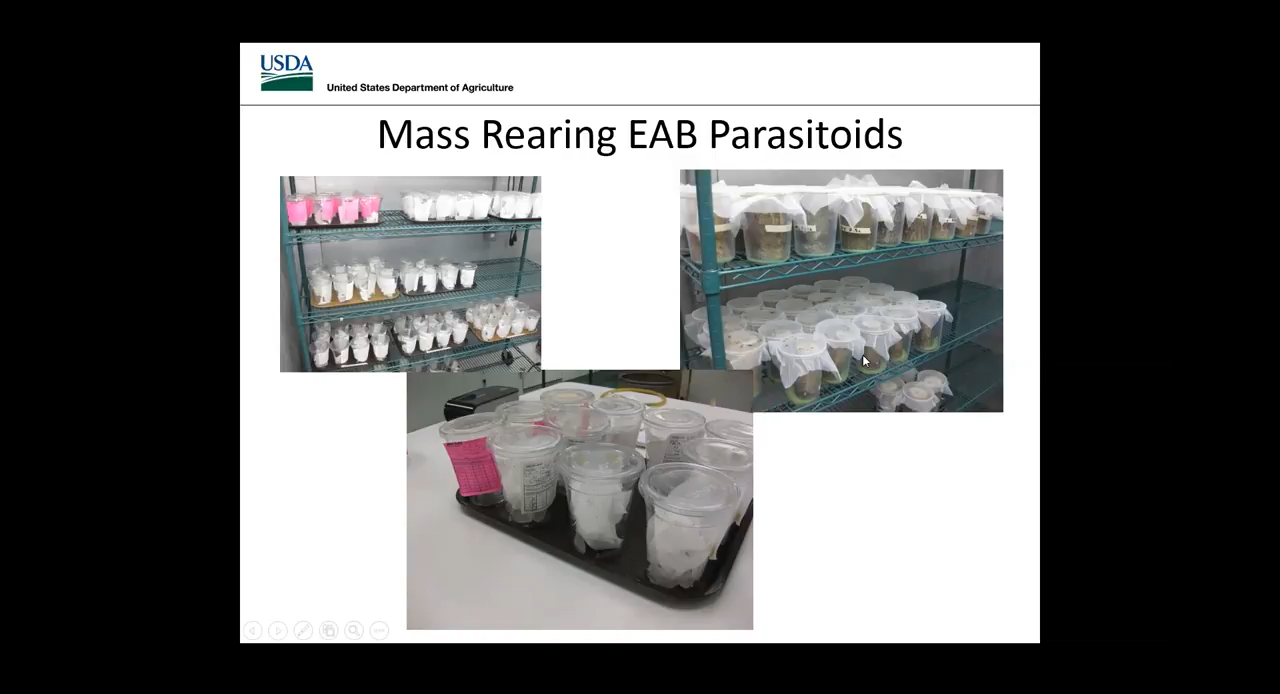 USDA
United States Department of Agriculture
Mass Rearing EAB Parasitoids